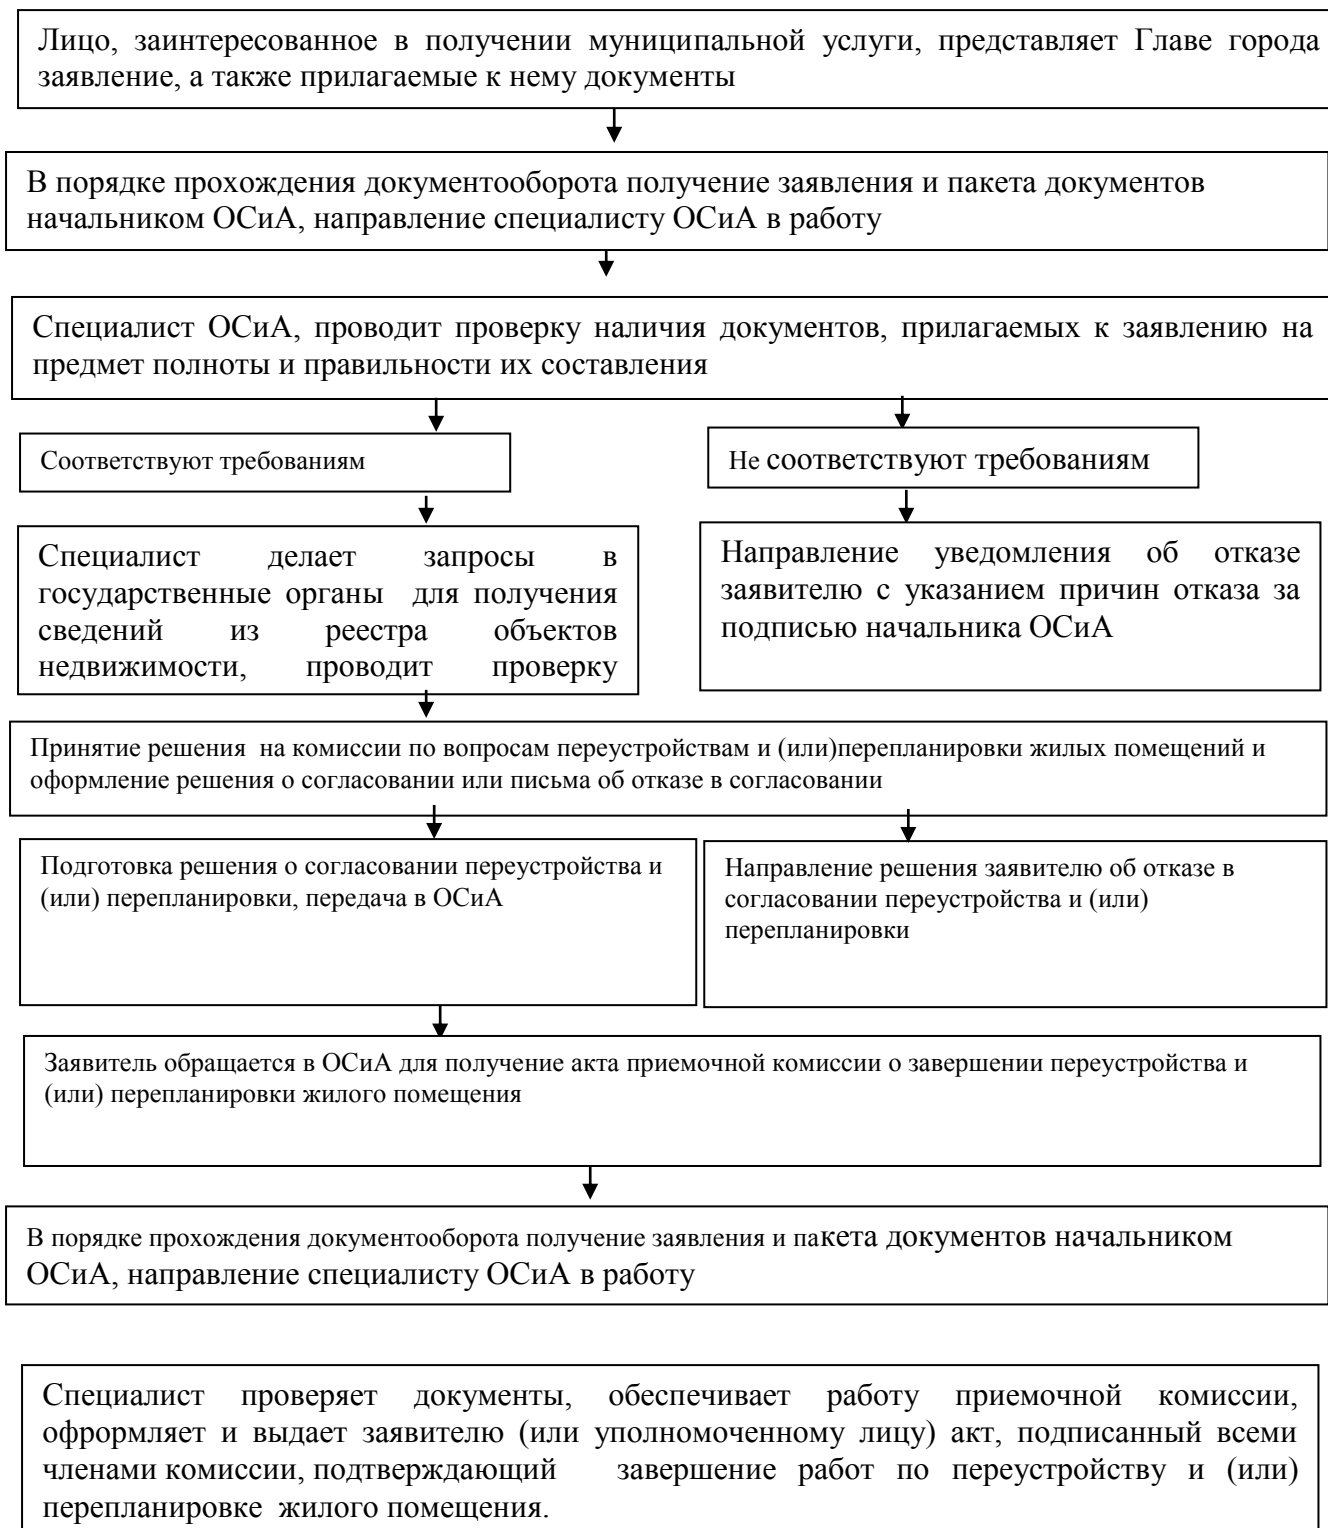 Лицо, заинтересованное в получении муниципальной услуги, представляет Главе города
заявление, а также прилагаемые к нему документы
В порядке прохождения документооборота получение заявления и пакета документов
начальником ОСиА, направление специалисту ОСиА в работу
Специалист ОСиА, проводит проверку наличия документов, прилагаемых к заявлению на
предмет полноты и правильности их составления
Соответствуют требованиям
Не соответствуют требованиям
Специалист делает запросы в
государственные органы для получения
сведений из реестра объектов
недвижимости, проводит проверку
Направление уведомления об отказе
заявителю с указанием причин отказа за
подписью начальника ОСиА
Принятие решения на комиссии по вопросам переустройствам и (или)перепланировки жилых помещений и
оформление решения о согласовании или письма об отказе в согласовании
Подготовка решения о согласовании переустройства и
(или) перепланировки, передача в ОСиА
Направление решения заявителю об отказе в
согласовании переустройства и (или)
перепланировки
Заявитель обращается в ОСиА для получение акта приемочной комиссии о завершении переустройства и
(или) перепланировки жилого помещения
В порядке прохождения документооборота получение заявления и пакета документов начальником
ОСиА, направление специалисту ОСиА в работу
Специалист проверяет документы, обеспечивает работу приемочной комиссии,
офрормляет и выдает заявителю (или уполномоченному лицу) акт, подписанный всеми
членами комиссии, подтверждающий завершение работ по переустройству и (или)
перепланировке жилого помещения.